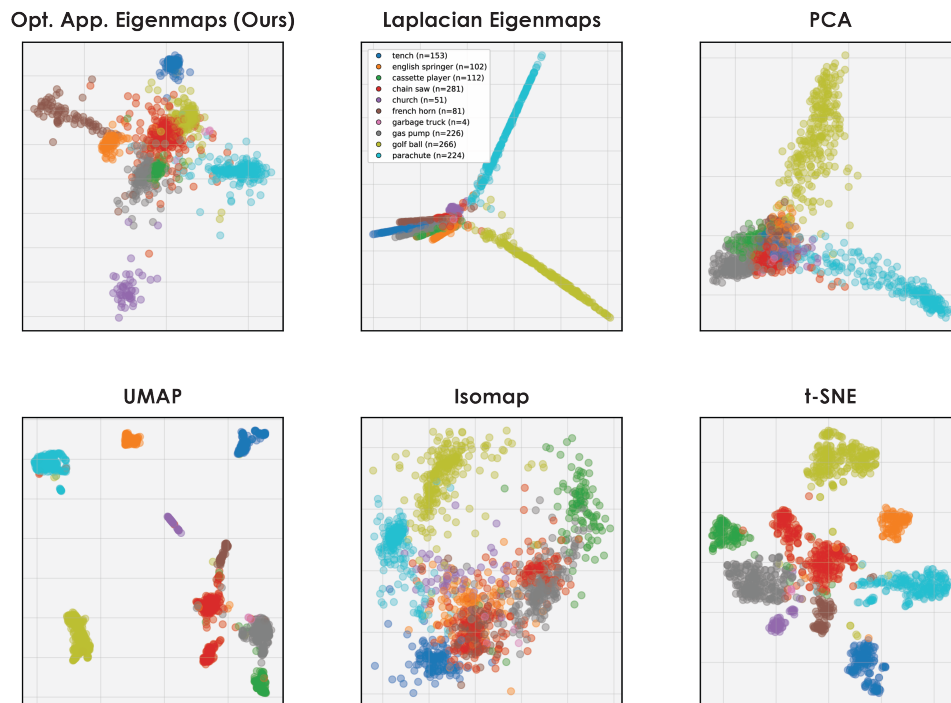 Opt. App. Eigenmaps (Ours)
Laplacian Eigenmaps
PCA
tench (n=153)
english springer (n=102)
cassette player (n=112)
chain saw (n=281)
church (n=51)
french horn (n=81)
garbage truck (n=4)
gas pump (n=226)
golf ball (n=266)
parachute (n=224)
UMAP
Isomap
t-SNE